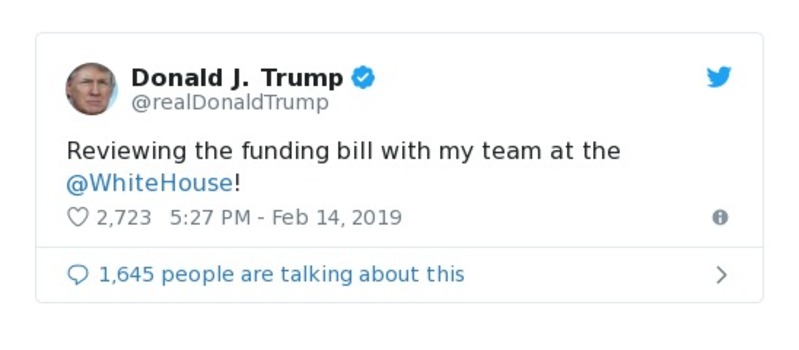 Donald J. Trump
@realDonaldTrump
Reviewing the funding bill with my team at the
@WhiteHouse!
2,723 5:27 PM - Feb 14, 2019
1,645 people are talking about this